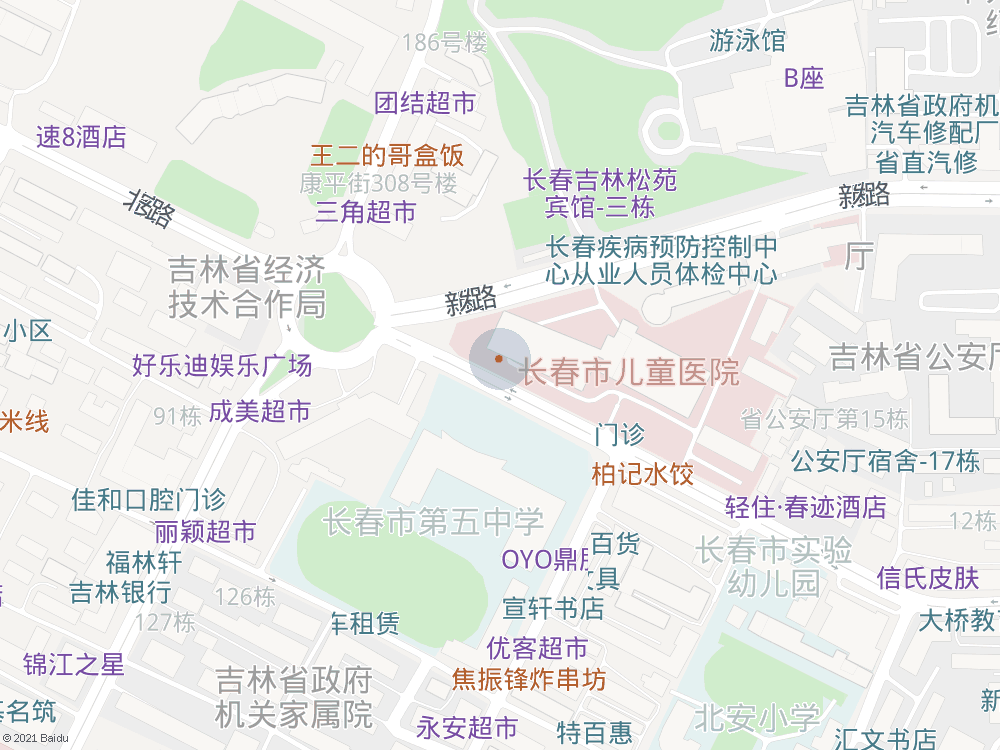 186号楼
游泳馆
B座
团结超市
吉林省政府机
汽车修配厂
省直汽修
速8酒店
王二的哥盒饭
康平街308号楼
三角超市
长春吉林松苑
宾馆-三栋
新发路
长春疾病预防控制中
心从业人员体检中心
厅
吉林省经济
技术合作局
新发路
小区
好乐迪娱乐广场
长春市儿童医院
吉林省公安厅
米线
91栋
成美超市
省公安厅第15栋
门诊
公安厅宿舍-17栋
柏记水饺
佳和口腔门诊
轻住·春迹酒店
丽颖超市
长春市第五中学
12栋
百货
OYO鼎
长春市实验
幼儿园
福林轩
吉林银行
文具
信氏皮肤
126栋
宣轩书店
127栋
车租赁
大桥教
优客超市
锦江之星
焦振锋炸串坊
吉林省政府
机关家属院
名筑
永安超市
特百惠
北安小学
新
汇文书店
© 2021 Baidu